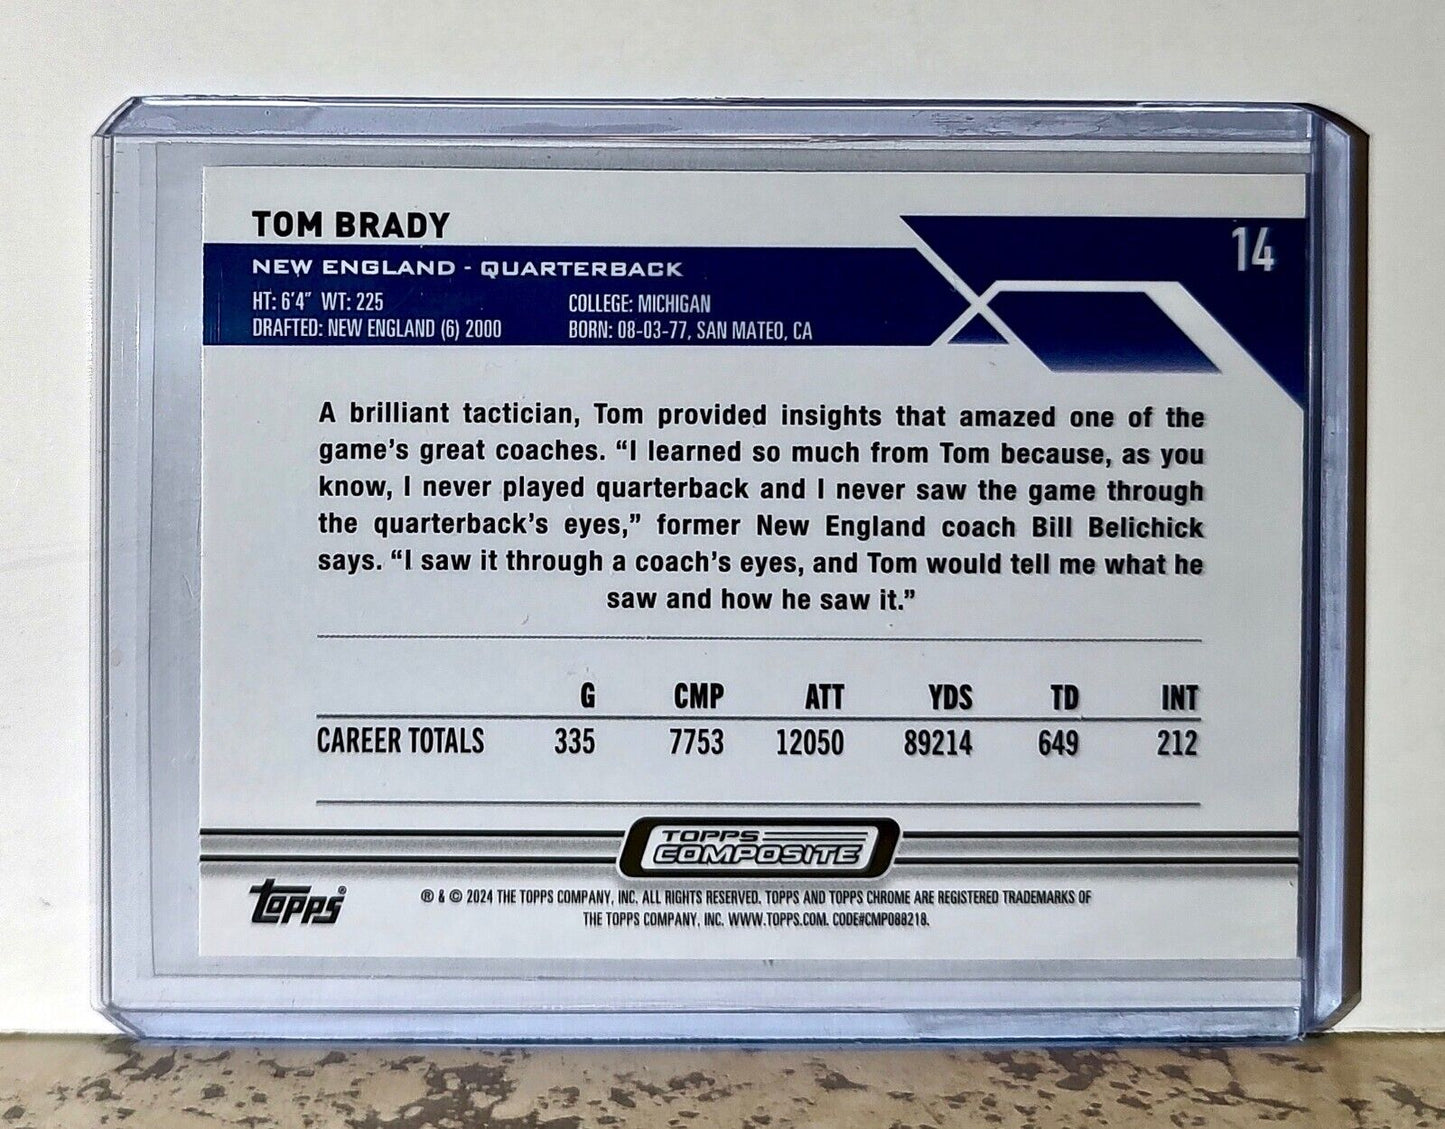 TOM BRADY
14
NEW ENGLAND - QUARTERBACK
HT: 6'4" WT: 225 COLLEGE: MICHIGAN
DRAFTED: NEW ENGLAND (6) 2000 BORN: 08-03-77, SAN MATEO, CA
A brilliant tactician, Tom provided insights that amazed one of the
game's great coaches. “I learned so much from Tom because, as you
know, I never played quarterback and I never saw the game through
the quarterback's eyes,” former New England coach Bill Belichick
says. “I saw it through a coach's eyes, and Tom would tell me what he
saw and how he saw it.”
G CMP ATT YDS TD INT
CAREER TOTALS 335 7753 12050 89214 649 212
TOPPS
COMPOSITE
Topps®
® & © 2024 THE TOPPS COMPANY, INC. ALL RIGHTS RESERVED. TOPPS AND TOPPS CHROME ARE REGISTERED TRADEMARKS OF
THE TOPPS COMPANY, INC. WWW.TOPPS.COM. CODE#CMP088218.